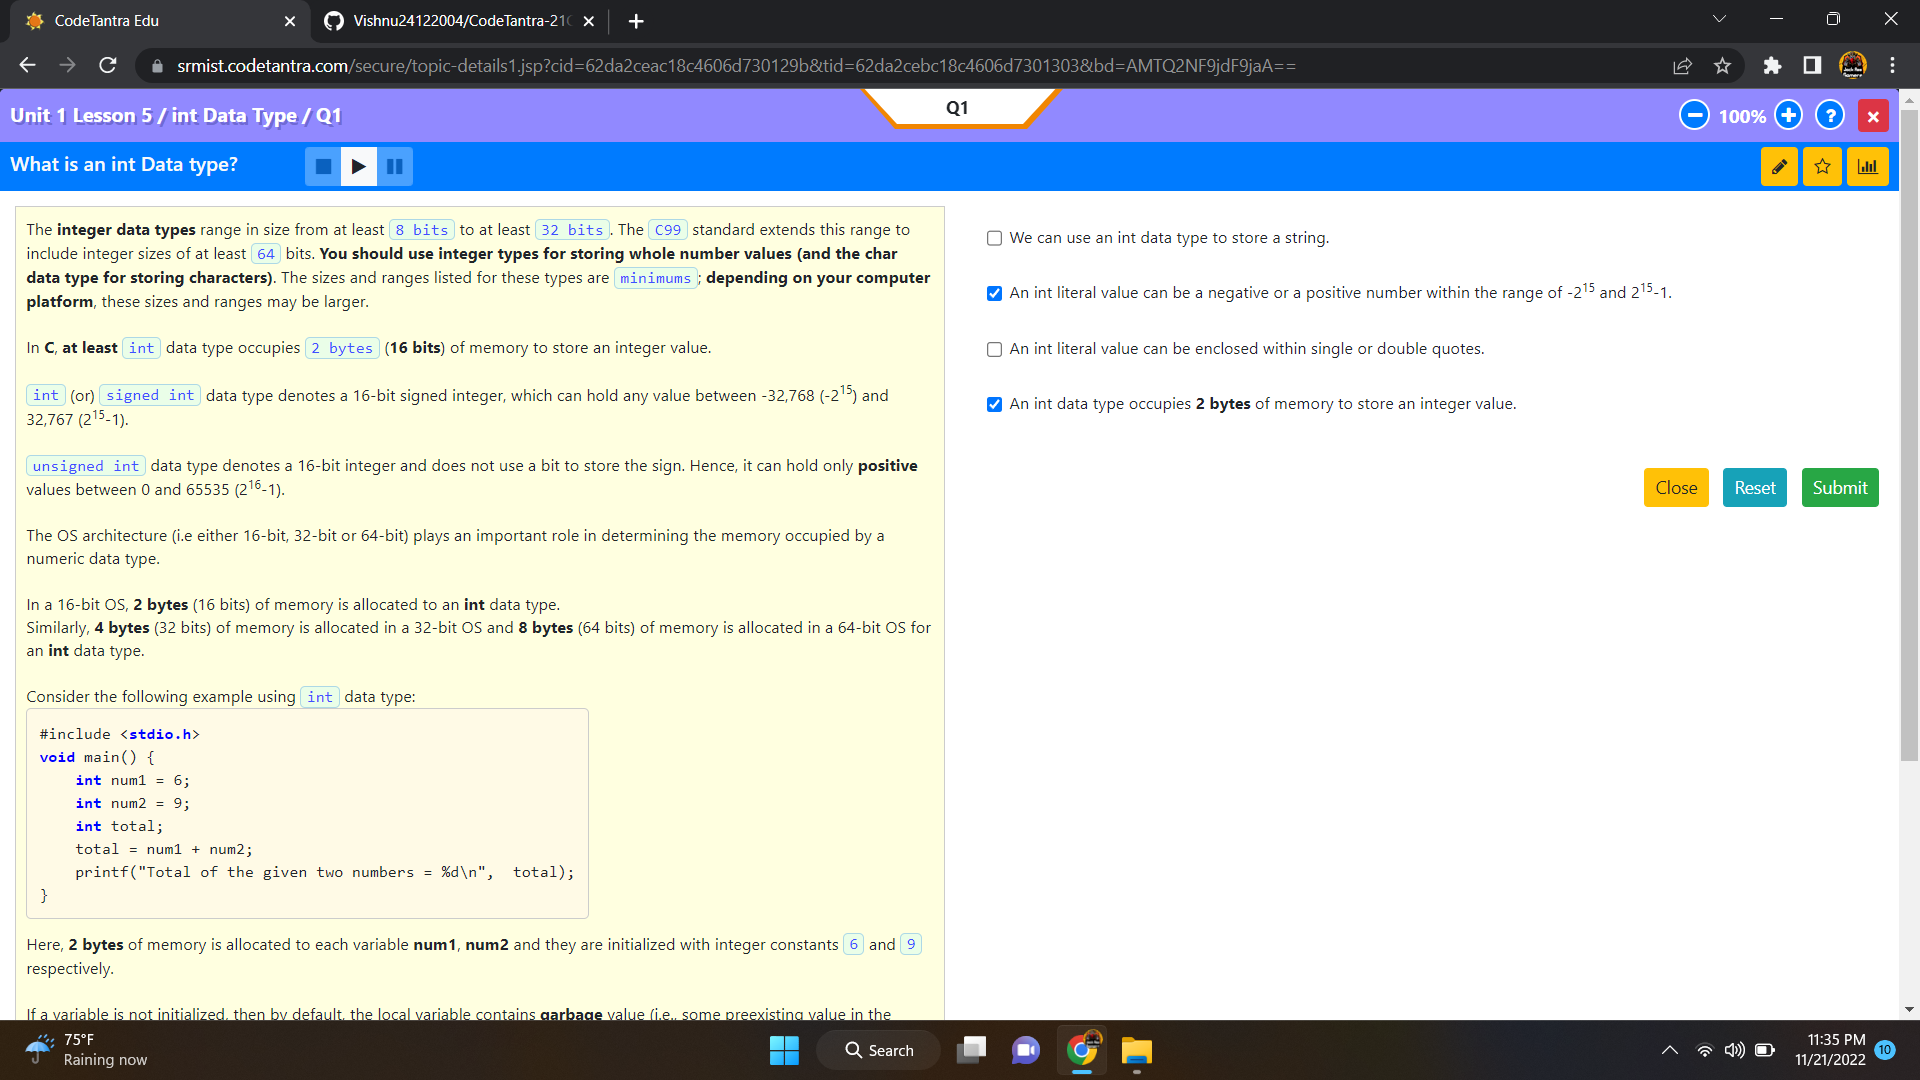 CodeTantra Edu
Vishnu24122004/CodeTantra-21
srmist.codetantra.com/secure/topic-details1.jsp?cid=62da2ceac18c4606d730129b&tid=62da2cebc18c4606d7301303&bd=AMTQ2NF9jdF9jaA==
Unit 1 Lesson 5 / int Data Type / Q1
Q1
100%
What is an int Data type?
The integer data types range in size from at least 8 bits to at least 32 bits. The C99 standard extends this range to
include integer sizes of at least 64 bits. You should use integer types for storing whole number values (and the char
data type for storing characters). The sizes and ranges listed for these types are minimums; depending on your computer
platform, these sizes and ranges may be larger.
In C, at least int data type occupies 2 bytes (16 bits) of memory to store an integer value.
int (or) signed int data type denotes a 16-bit signed integer, which can hold any value between -32,768 (-2¹⁵) and
32,767 (2¹⁵-1).
unsigned int data type denotes a 16-bit integer and does not use a bit to store the sign. Hence, it can hold only positive
values between 0 and 65535 (2¹⁶-1).
The OS architecture (i.e either 16-bit, 32-bit or 64-bit) plays an important role in determining the memory occupied by a
numeric data type.
In a 16-bit OS, 2 bytes (16 bits) of memory is allocated to an int data type.
Similarly, 4 bytes (32 bits) of memory is allocated in a 32-bit OS and 8 bytes (64 bits) of memory is allocated in a 64-bit OS for
an int data type.
Consider the following example using int data type:
#include <stdio.h>
void main() {
int num1 = 6;
int num2 = 9;
int total;
total = num1 + num2;
printf("Total of the given two numbers = %d\n", total);
}
Here, 2 bytes of memory is allocated to each variable num1, num2 and they are initialized with integer constants 6 and 9
respectively.
If a variable is not initialized, then by default, the local variable contains garbage value (i.e., some preexisting value in the
We can use an int data type to store a string.
An int literal value can be a negative or a positive number within the range of -2¹⁵ and 2¹⁵-1.
An int literal value can be enclosed within single or double quotes.
An int data type occupies 2 bytes of memory to store an integer value.
Close Reset Submit
75°F
Raining now
Search
11:35 PM
11/21/2022
10